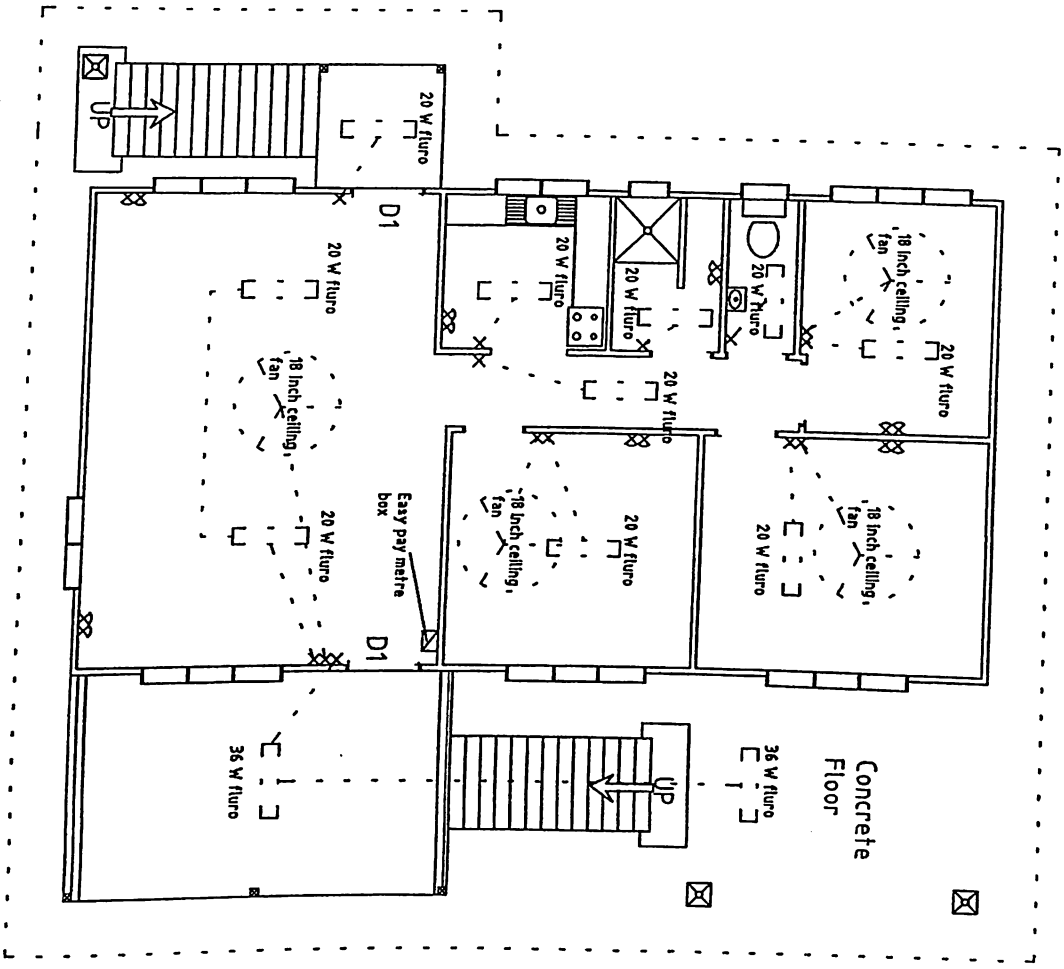 UP
20 W fluro
D1
20 W fluro
18 inch ceiling
fan
20 W fluro
20 W fluro
20 W fluro
20 W fluro
20 W fluro
18 inch ceiling
fan
20 W fluro
Easy pay metre
box
D1
18 inch ceiling
fan
20 W fluro
18 inch ceiling
fan
20 W fluro
36 W fluro
UP
36 W fluro
Concrete
Floor